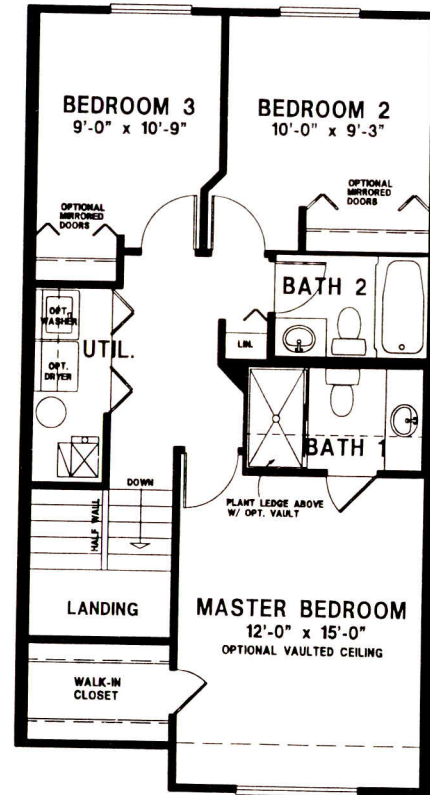 BEDROOM 3
9'-0" x 10'-9"
BEDROOM 2
10'-0" x 9'-3"
OPTIONAL
MIRRORED
DOORS
OPTIONAL
MIRRORED
DOORS
BATH 2
OPT.
WASHER
UTIL.
OPT.
DRYER
LIN.
BATH 1
DOWN
HALF WALL
PLANT LEDGE ABOVE
W/ OPT. VAULT
LANDING
MASTER BEDROOM
12'-0" x 15'-0"
OPTIONAL VAULTED CEILING
WALK-IN
CLOSET